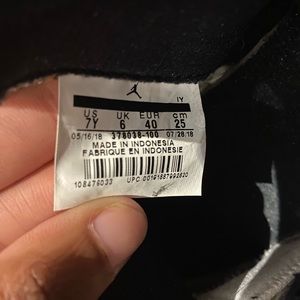 IY
US UK EUR cm
7Y 6 40 25
05/16/18 378038-100 07/28/18
MADE IN INDONESIA
FABRIQUE EN INDONESIE